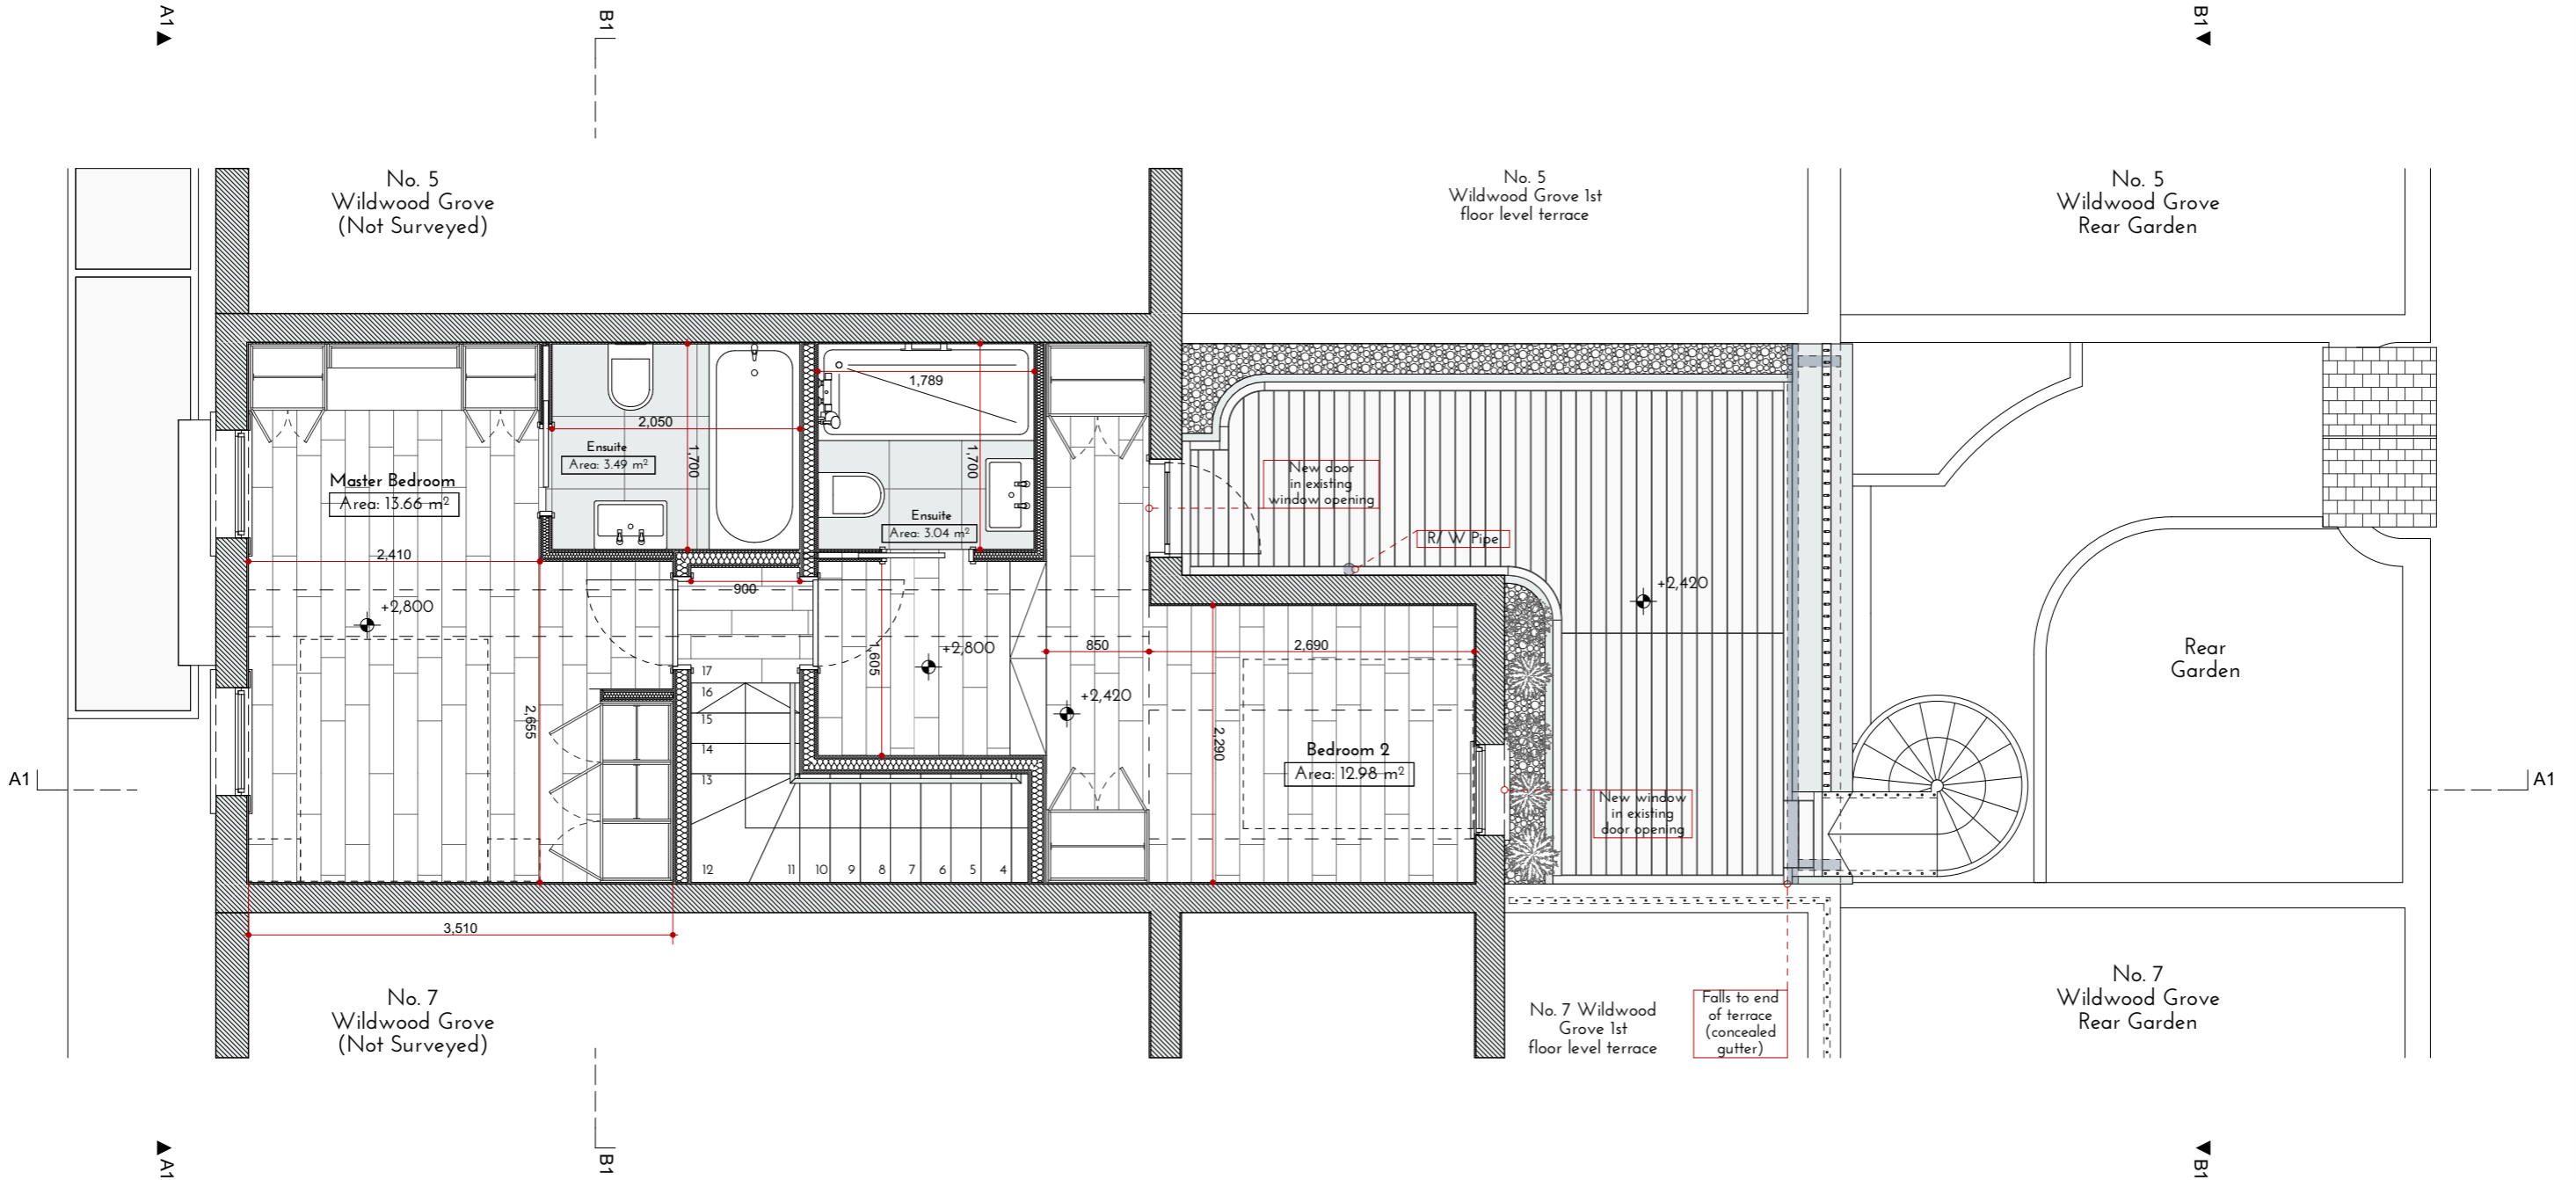 A1
B1
B1
No. 5
Wildwood Grove
(Not Surveyed)
No. 5
Wildwood Grove 1st
floor level terrace
No. 5
Wildwood Grove
Rear Garden
1,789
2,050
Ensuite
Area: 3.49 m²
1,700
1,700
Master Bedroom
Area: 13.66 m²
New door
in existing
window opening
Ensuite
Area: 3.04 m²
R/ W Pipe
2,410
900
+2,800
+2,420
1,605
+2,800
850
2,690
Rear
Garden
17
16
15
14
13
12
11
10
9
8
7
6
5
4
+2,420
2,655
2,290
Bedroom 2
Area: 12.98 m²
A1
A1
New window
in existing
door opening
3,510
No. 7
Wildwood Grove
(Not Surveyed)
No. 7 Wildwood
Grove 1st
floor level terrace
Falls to end
of terrace
(concealed
gutter)
No. 7
Wildwood Grove
Rear Garden
A1
B1
B1